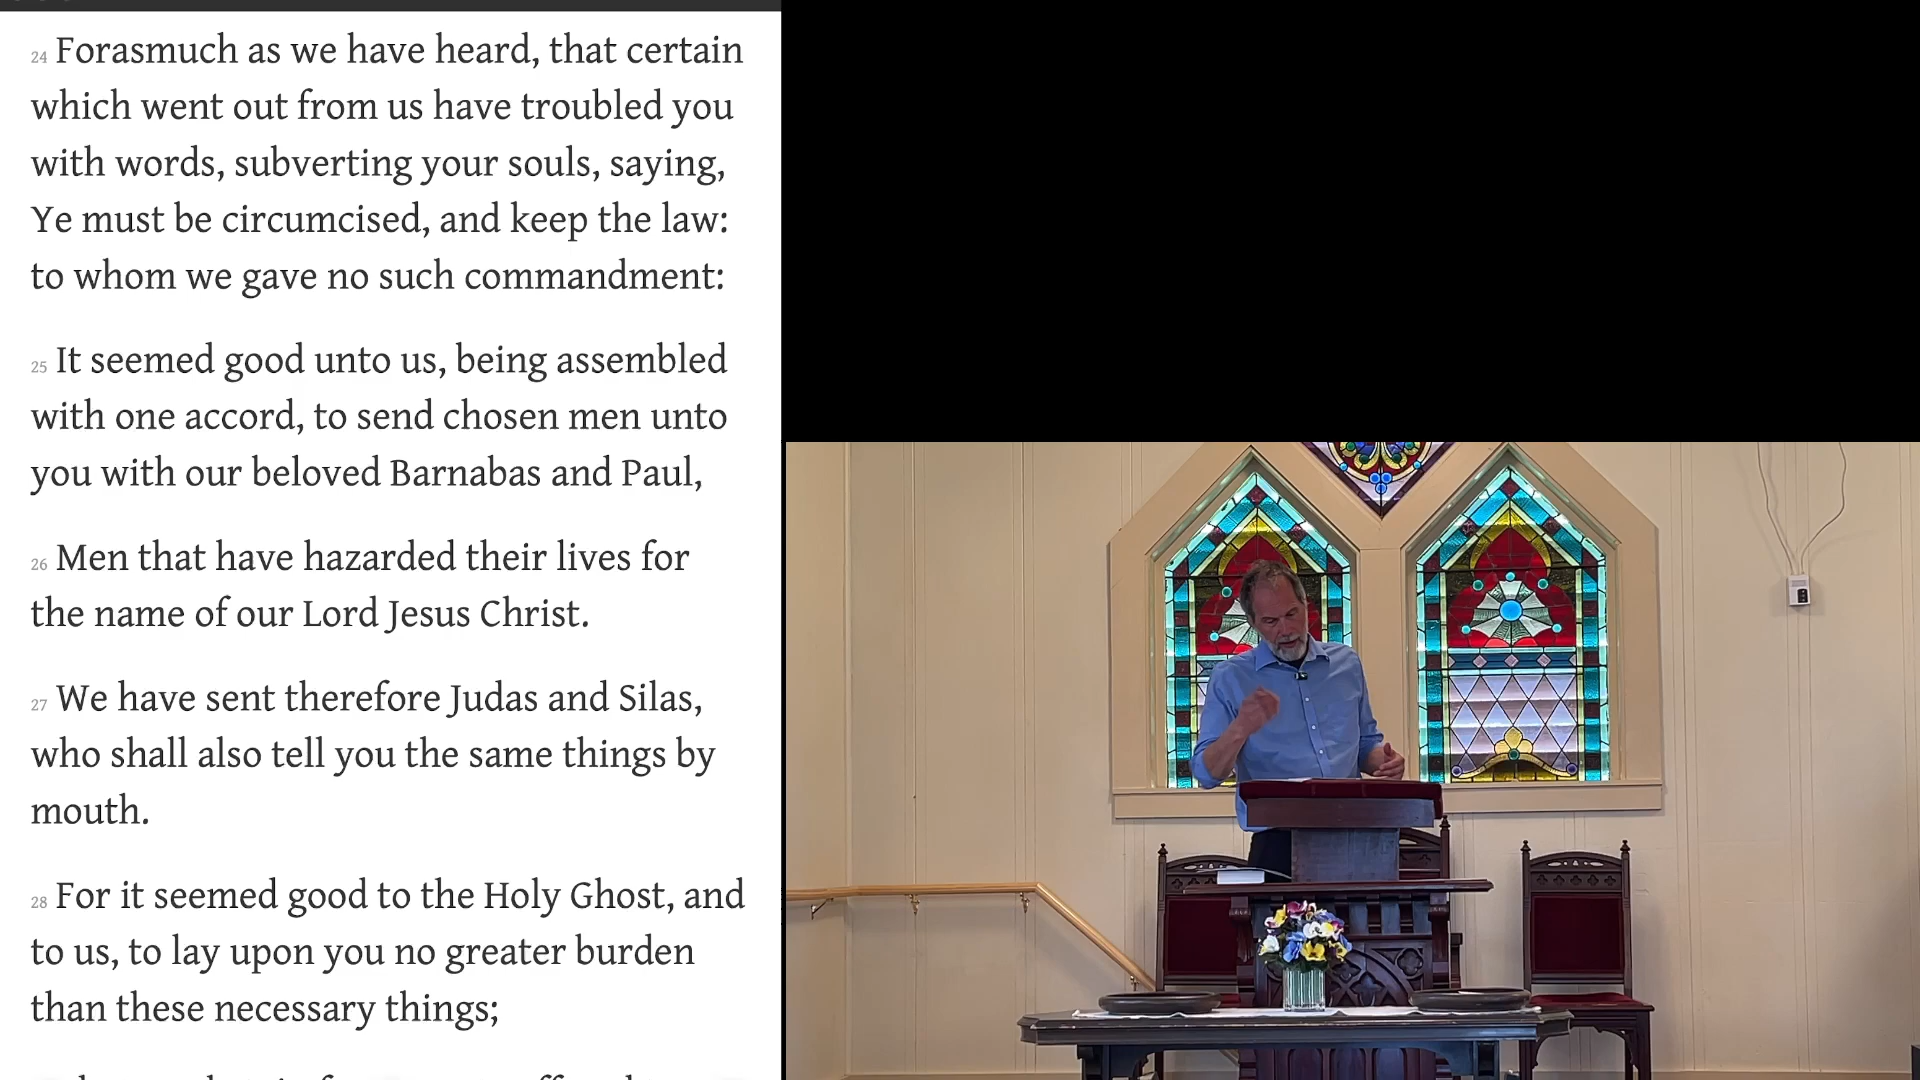 24 Forasmuch as we have heard, that certain
which went out from us have troubled you
with words, subverting your souls, saying,
Ye must be circumcised, and keep the law:
to whom we gave no such commandment:
25 It seemed good unto us, being assembled
with one accord, to send chosen men unto
you with our beloved Barnabas and Paul,
26 Men that have hazarded their lives for
the name of our Lord Jesus Christ.
27 We have sent therefore Judas and Silas,
who shall also tell you the same things by
mouth.
28 For it seemed good to the Holy Ghost, and
to us, to lay upon you no greater burden
than these necessary things;